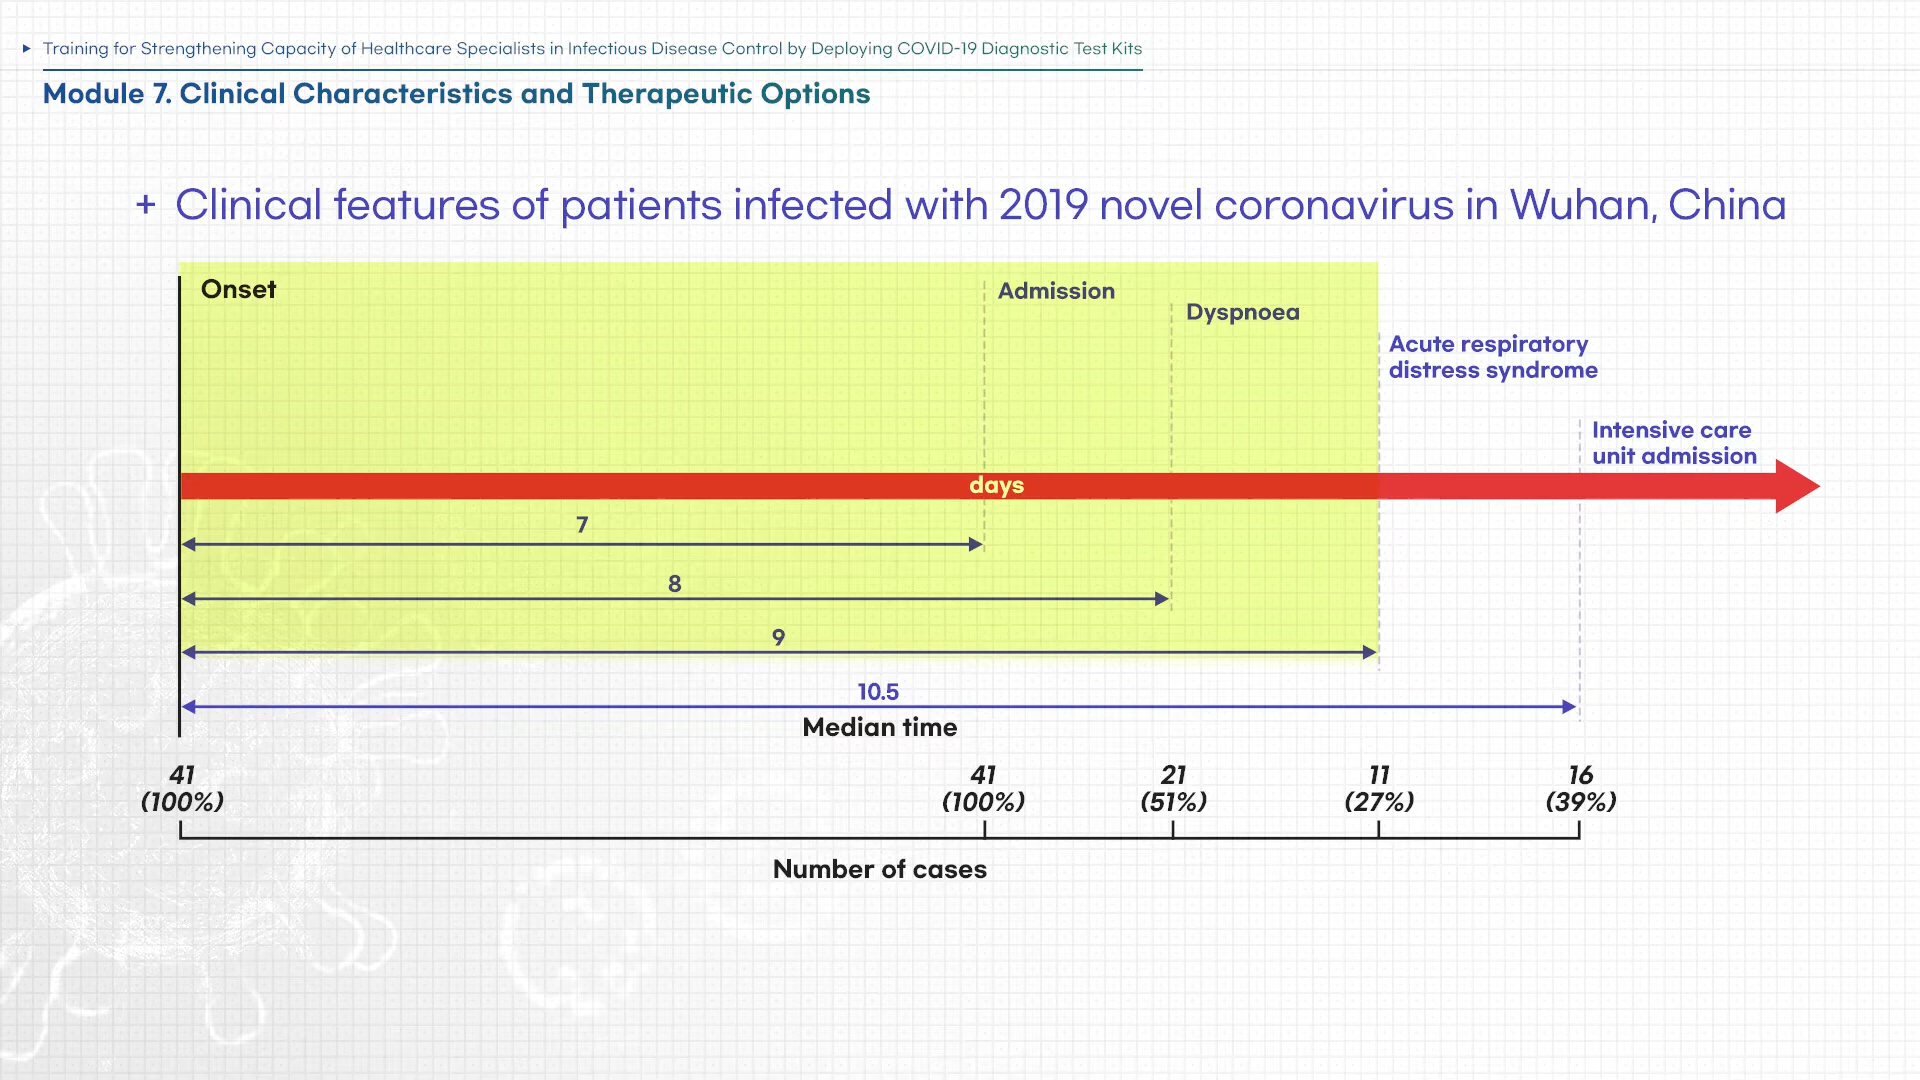 Training for Strengthening Capacity of Healthcare Specialists in Infectious Disease Control by Deploying COVID-19 Diagnostic Test Kits
Module 7. Clinical Characteristics and Therapeutic Options
+ Clinical features of patients infected with 2019 novel coronavirus in Wuhan, China
Onset
Admission
Dyspnoea
Acute respiratory
distress syndrome
Intensive care
unit admission
days
7
8
9
10.5
Median time
41 41 21 11 16
(100%) (100%) (51%) (27%) (39%)
Number of cases